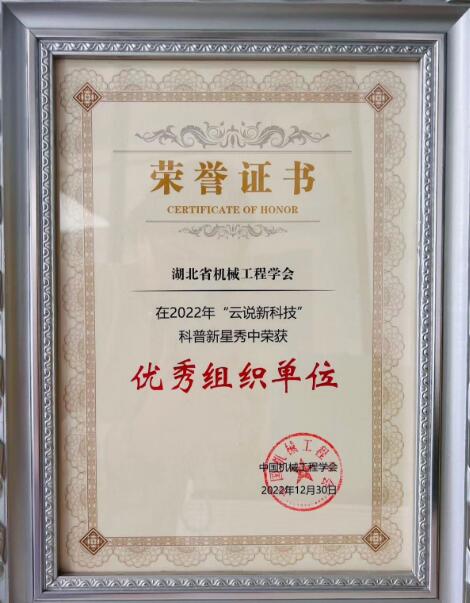 荣誉证书
CERTIFICATE OF HONOR
湖北省机械工程学会
在2022年“云说新科技”
科普新星秀中荣获
优秀组织单位
中国机械工程学会
2022年12月30日